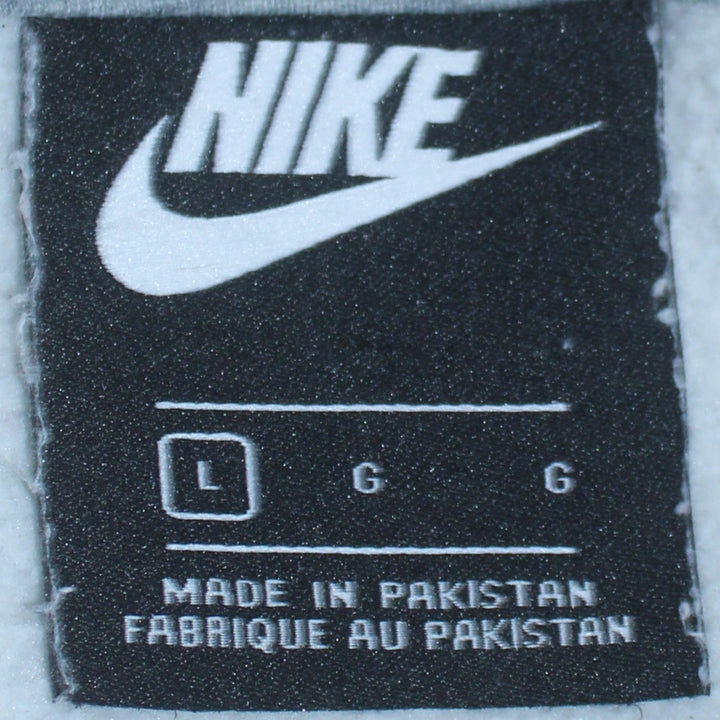 NIKE
L G G
MADE IN PAKISTAN
FABRIQUE AU PAKISTAN